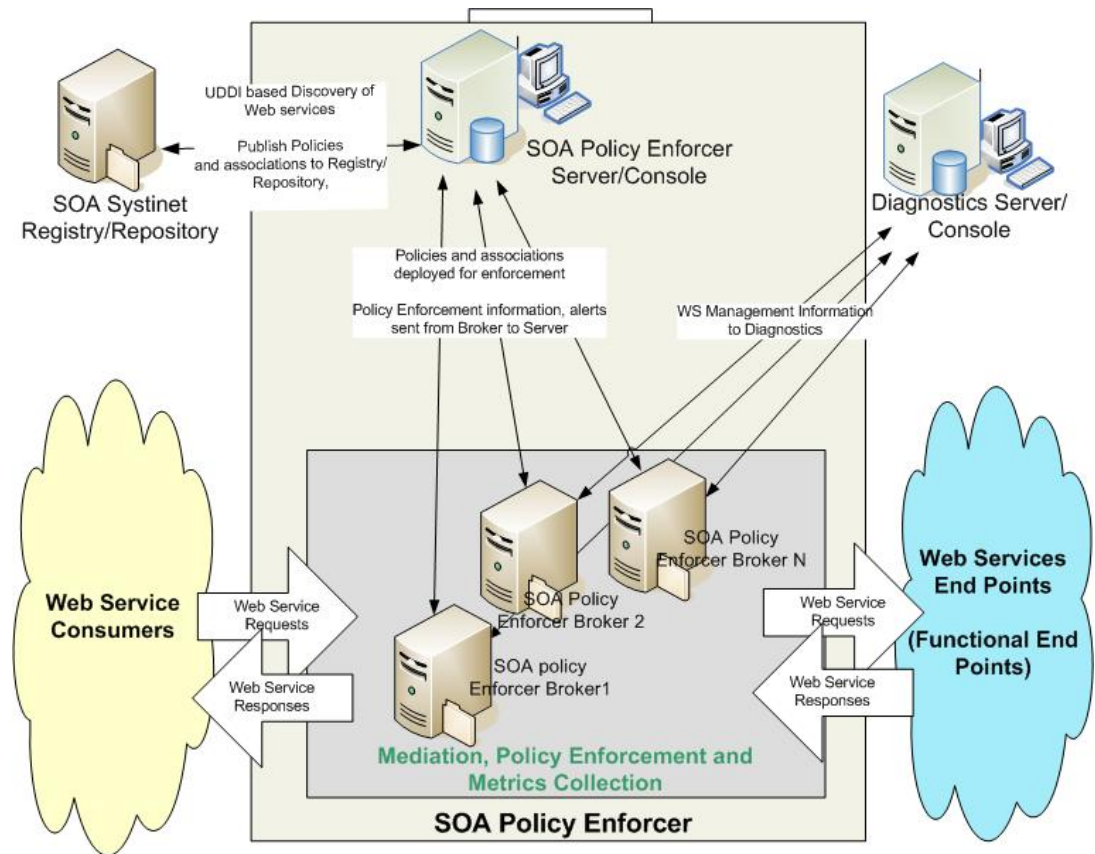 UDDI based Discovery of
Web services
Publish Policies
and associations to Registry/
Repository,
SOA Systinet
Registry/Repository
SOA Policy Enforcer
Server/Console
Diagnostics Server/
Console
Policies and associations
deployed for enforcement
Policy Enforcement information, alerts
sent from Broker to Server
WS Management Information
to Diagnostics
Web Service
Consumers
Web Service
Requests
Web Service
Responses
SOA Policy
Enforcer Broker N
SOA Policy
Enforcer Broker 2
SOA policy
Enforcer Broker1
Web Service
Requests
Web Service
Responses
Web Services
End Points
(Functional End
Points)
Mediation, Policy Enforcement and
Metrics Collection
SOA Policy Enforcer